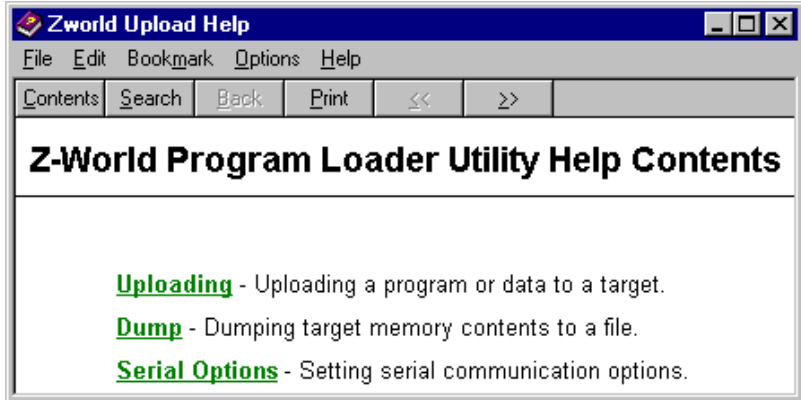 Zworld Upload Help
File Edit Bookmark Options Help
Contents Search Back Print << >>
Z-World Program Loader Utility Help Contents
Uploading - Uploading a program or data to a target.
Dump - Dumping target memory contents to a file.
Serial Options - Setting serial communication options.